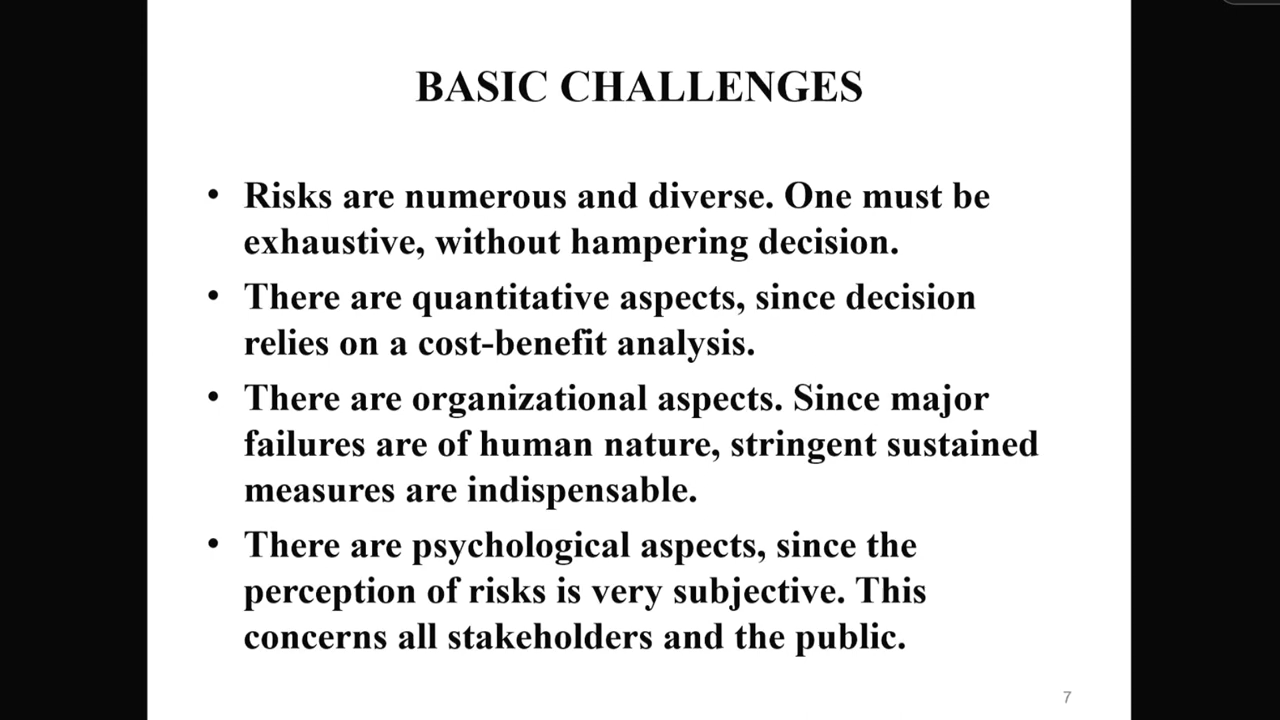 BASIC CHALLENGES
• Risks are numerous and diverse. One must be
exhaustive, without hampering decision.
• There are quantitative aspects, since decision
relies on a cost-benefit analysis.
• There are organizational aspects. Since major
failures are of human nature, stringent sustained
measures are indispensable.
• There are psychological aspects, since the
perception of risks is very subjective. This
concerns all stakeholders and the public.
7